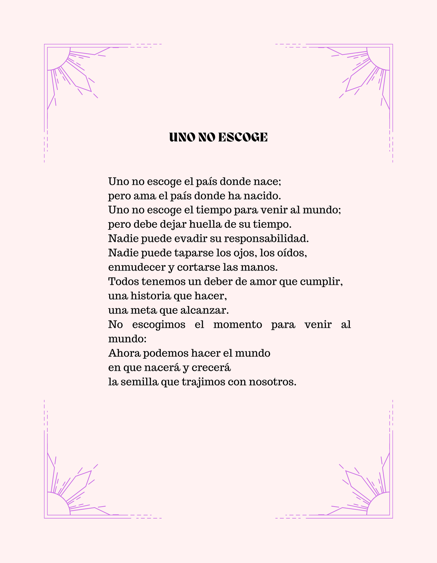 UNO NO ESCOGE
Uno no escoge el país donde nace;
pero ama el país donde ha nacido.
Uno no escoge el tiempo para venir al mundo;
pero debe dejar huella de su tiempo.
Nadie puede evadir su responsabilidad.
Nadie puede taparse los ojos, los oídos,
enmudecer y cortarse las manos.
Todos tenemos un deber de amor que cumplir,
una historia que hacer,
una meta que alcanzar.
No escogimos el momento para venir al
mundo:
Ahora podemos hacer el mundo
en que nacerá y crecerá
la semilla que trajimos con nosotros.